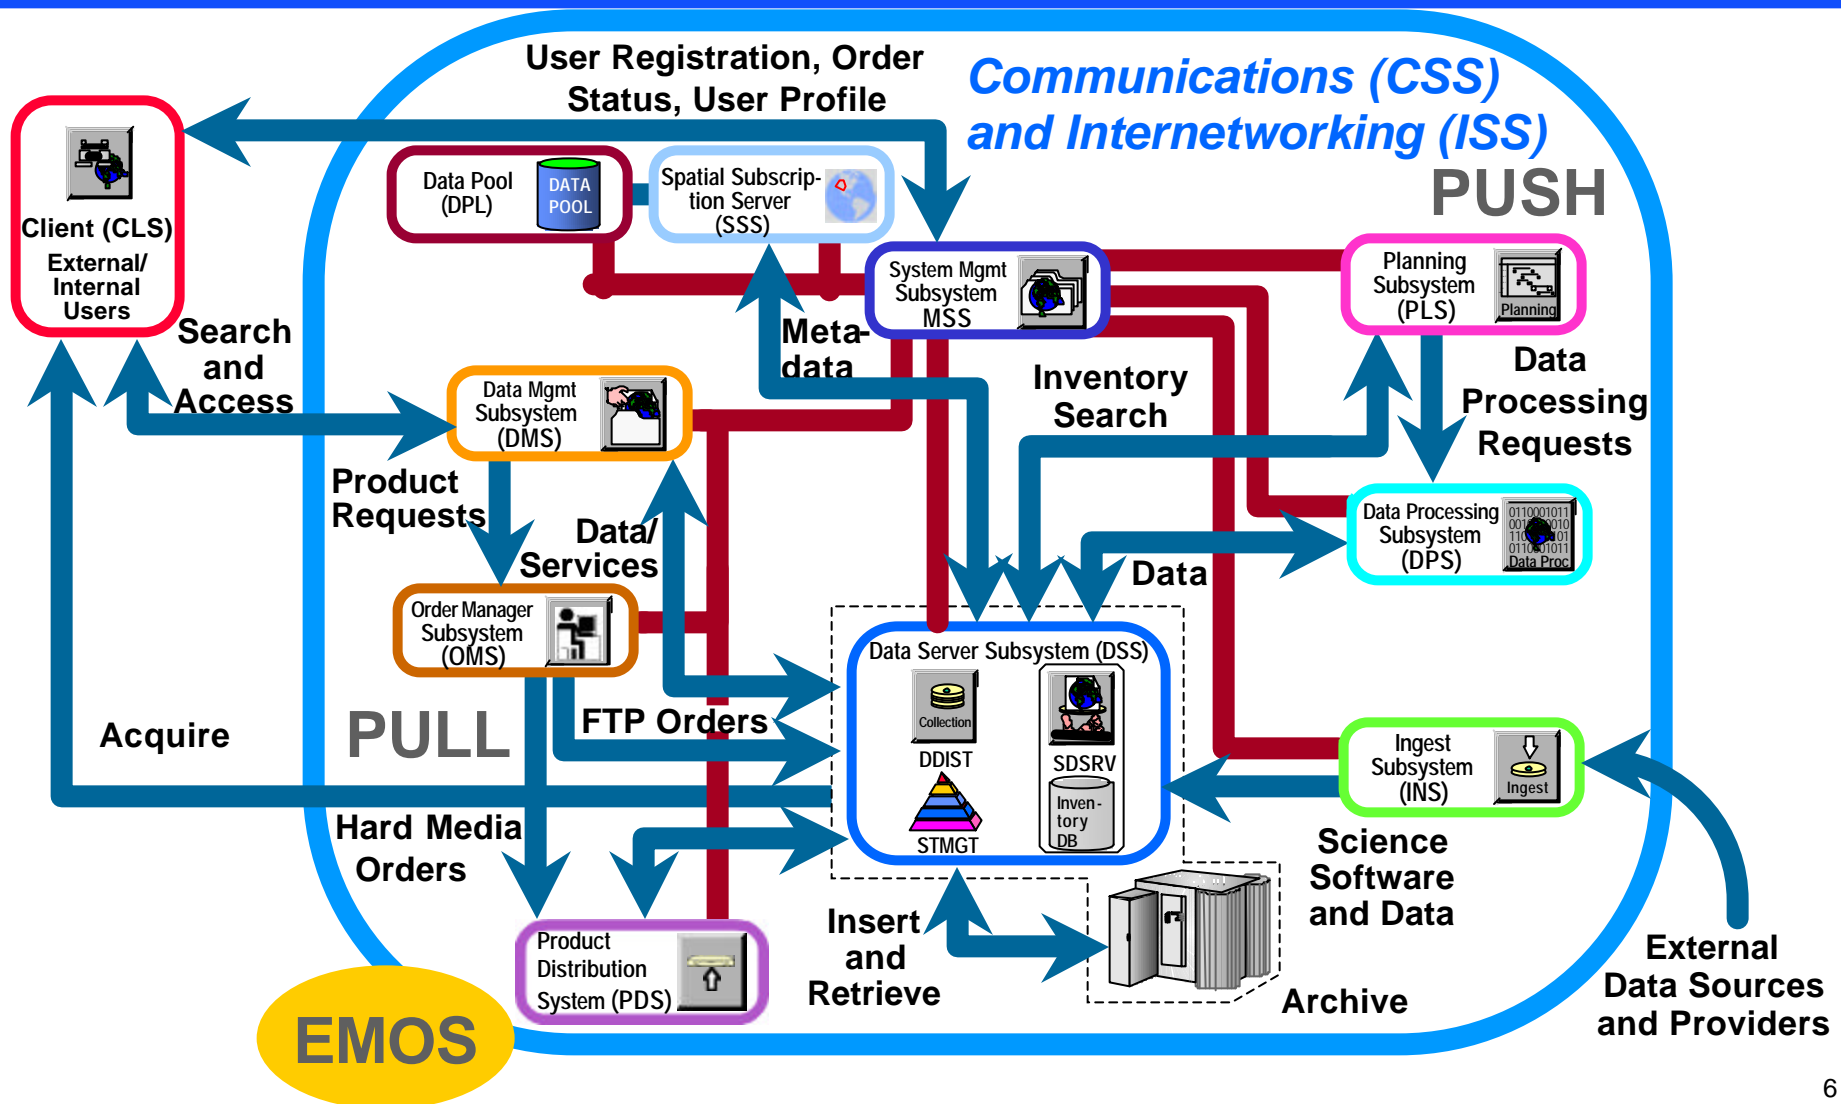 User Registration, Order
Status, User Profile
Communications (CSS)
and Internetworking (ISS)
PUSH
Client (CLS)
External/
Internal
Users
Data Pool
(DPL)
DATA
POOL
Spatial Subscrip-
tion Server
(SSS)
System Mgmt
Subsystem
MSS
Planning
Subsystem
(PLS)
Planning
Search
and
Access
Meta-
data
Inventory
Search
Data
Processing
Requests
Data Mgmt
Subsystem
(DMS)
Product
Requests
Data/
Services
Data Processing
Subsystem
(DPS)
0110001011
Data Proc
Data
Order Manager
Subsystem
(OMS)
Data Server Subsystem (DSS)
Collection
DDIST
SDSRV
STMGT
Inven-
tory
DB
PULL
FTP Orders
Acquire
Ingest
Subsystem
(INS)
Ingest
Hard Media
Orders
Science
Software
and Data
Insert
and
Retrieve
Product
Distribution
System (PDS)
Archive
External
Data Sources
and Providers
EMOS
6